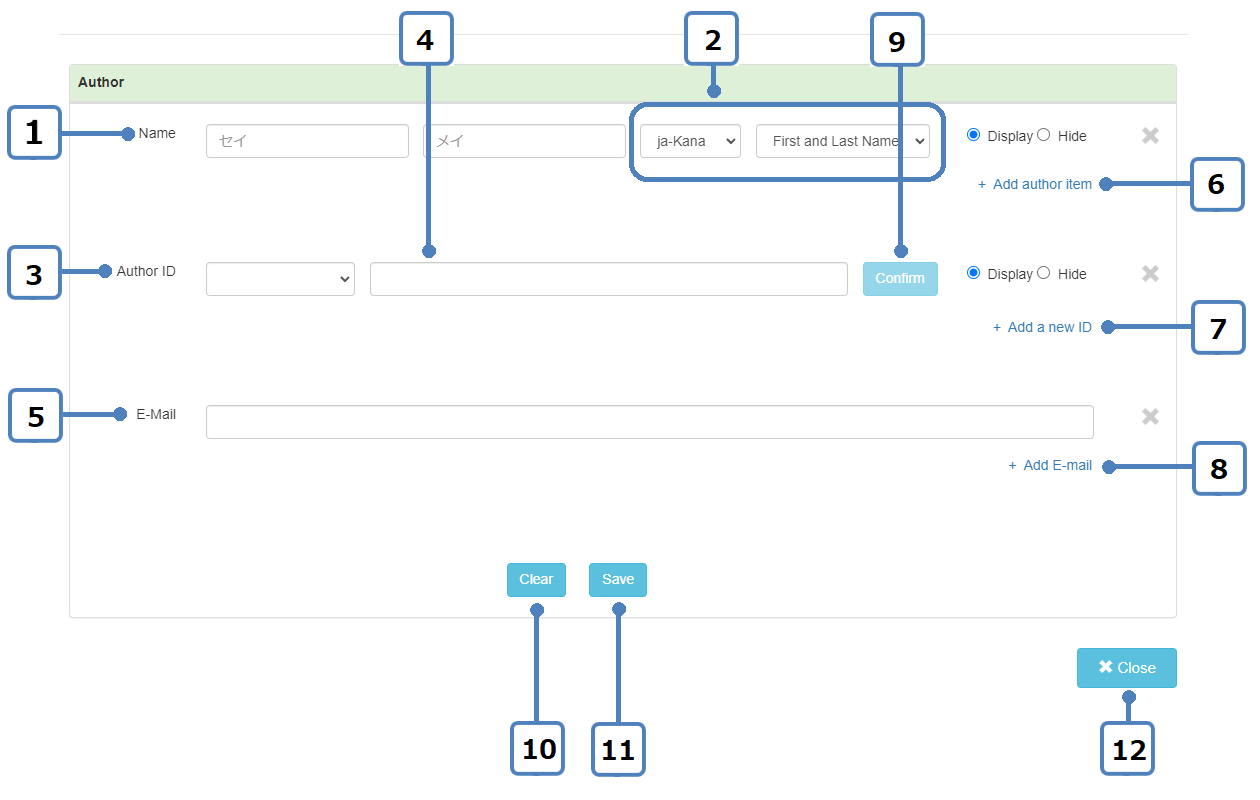 4
2
9
Author
1
Name
セイ
メイ
ja-Kana
First and Last Name
Display
Hide
+ Add author item
6
3
Author ID
Confirm
Display
Hide
+ Add a new ID
7
5
E-Mail
+ Add E-mail
8
Clear
Save
✖ Close
10
11
12